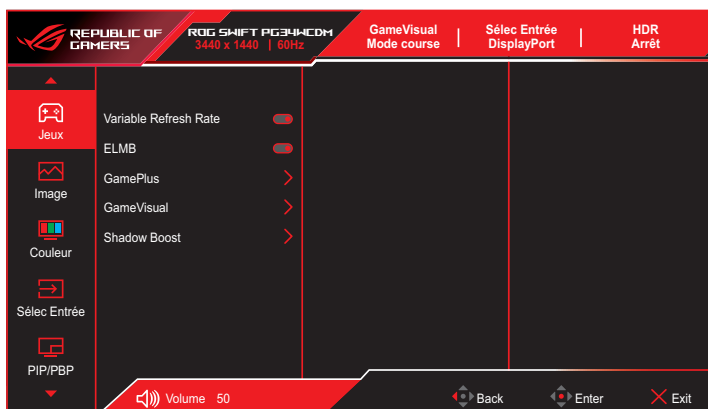 REPUBLIC OF
GAMERS
ROG SWIFT PG34WCDM
3440 x 1440 | 60Hz
GameVisual
Mode course
Sélec Entrée
DisplayPort
HDR
Arrêt
Jeux
Image
Couleur
Sélec Entrée
PIP/PBP
Variable Refresh Rate
ELMB
GamePlus
GameVisual
Shadow Boost
Volume 50
Back
Enter
Exit